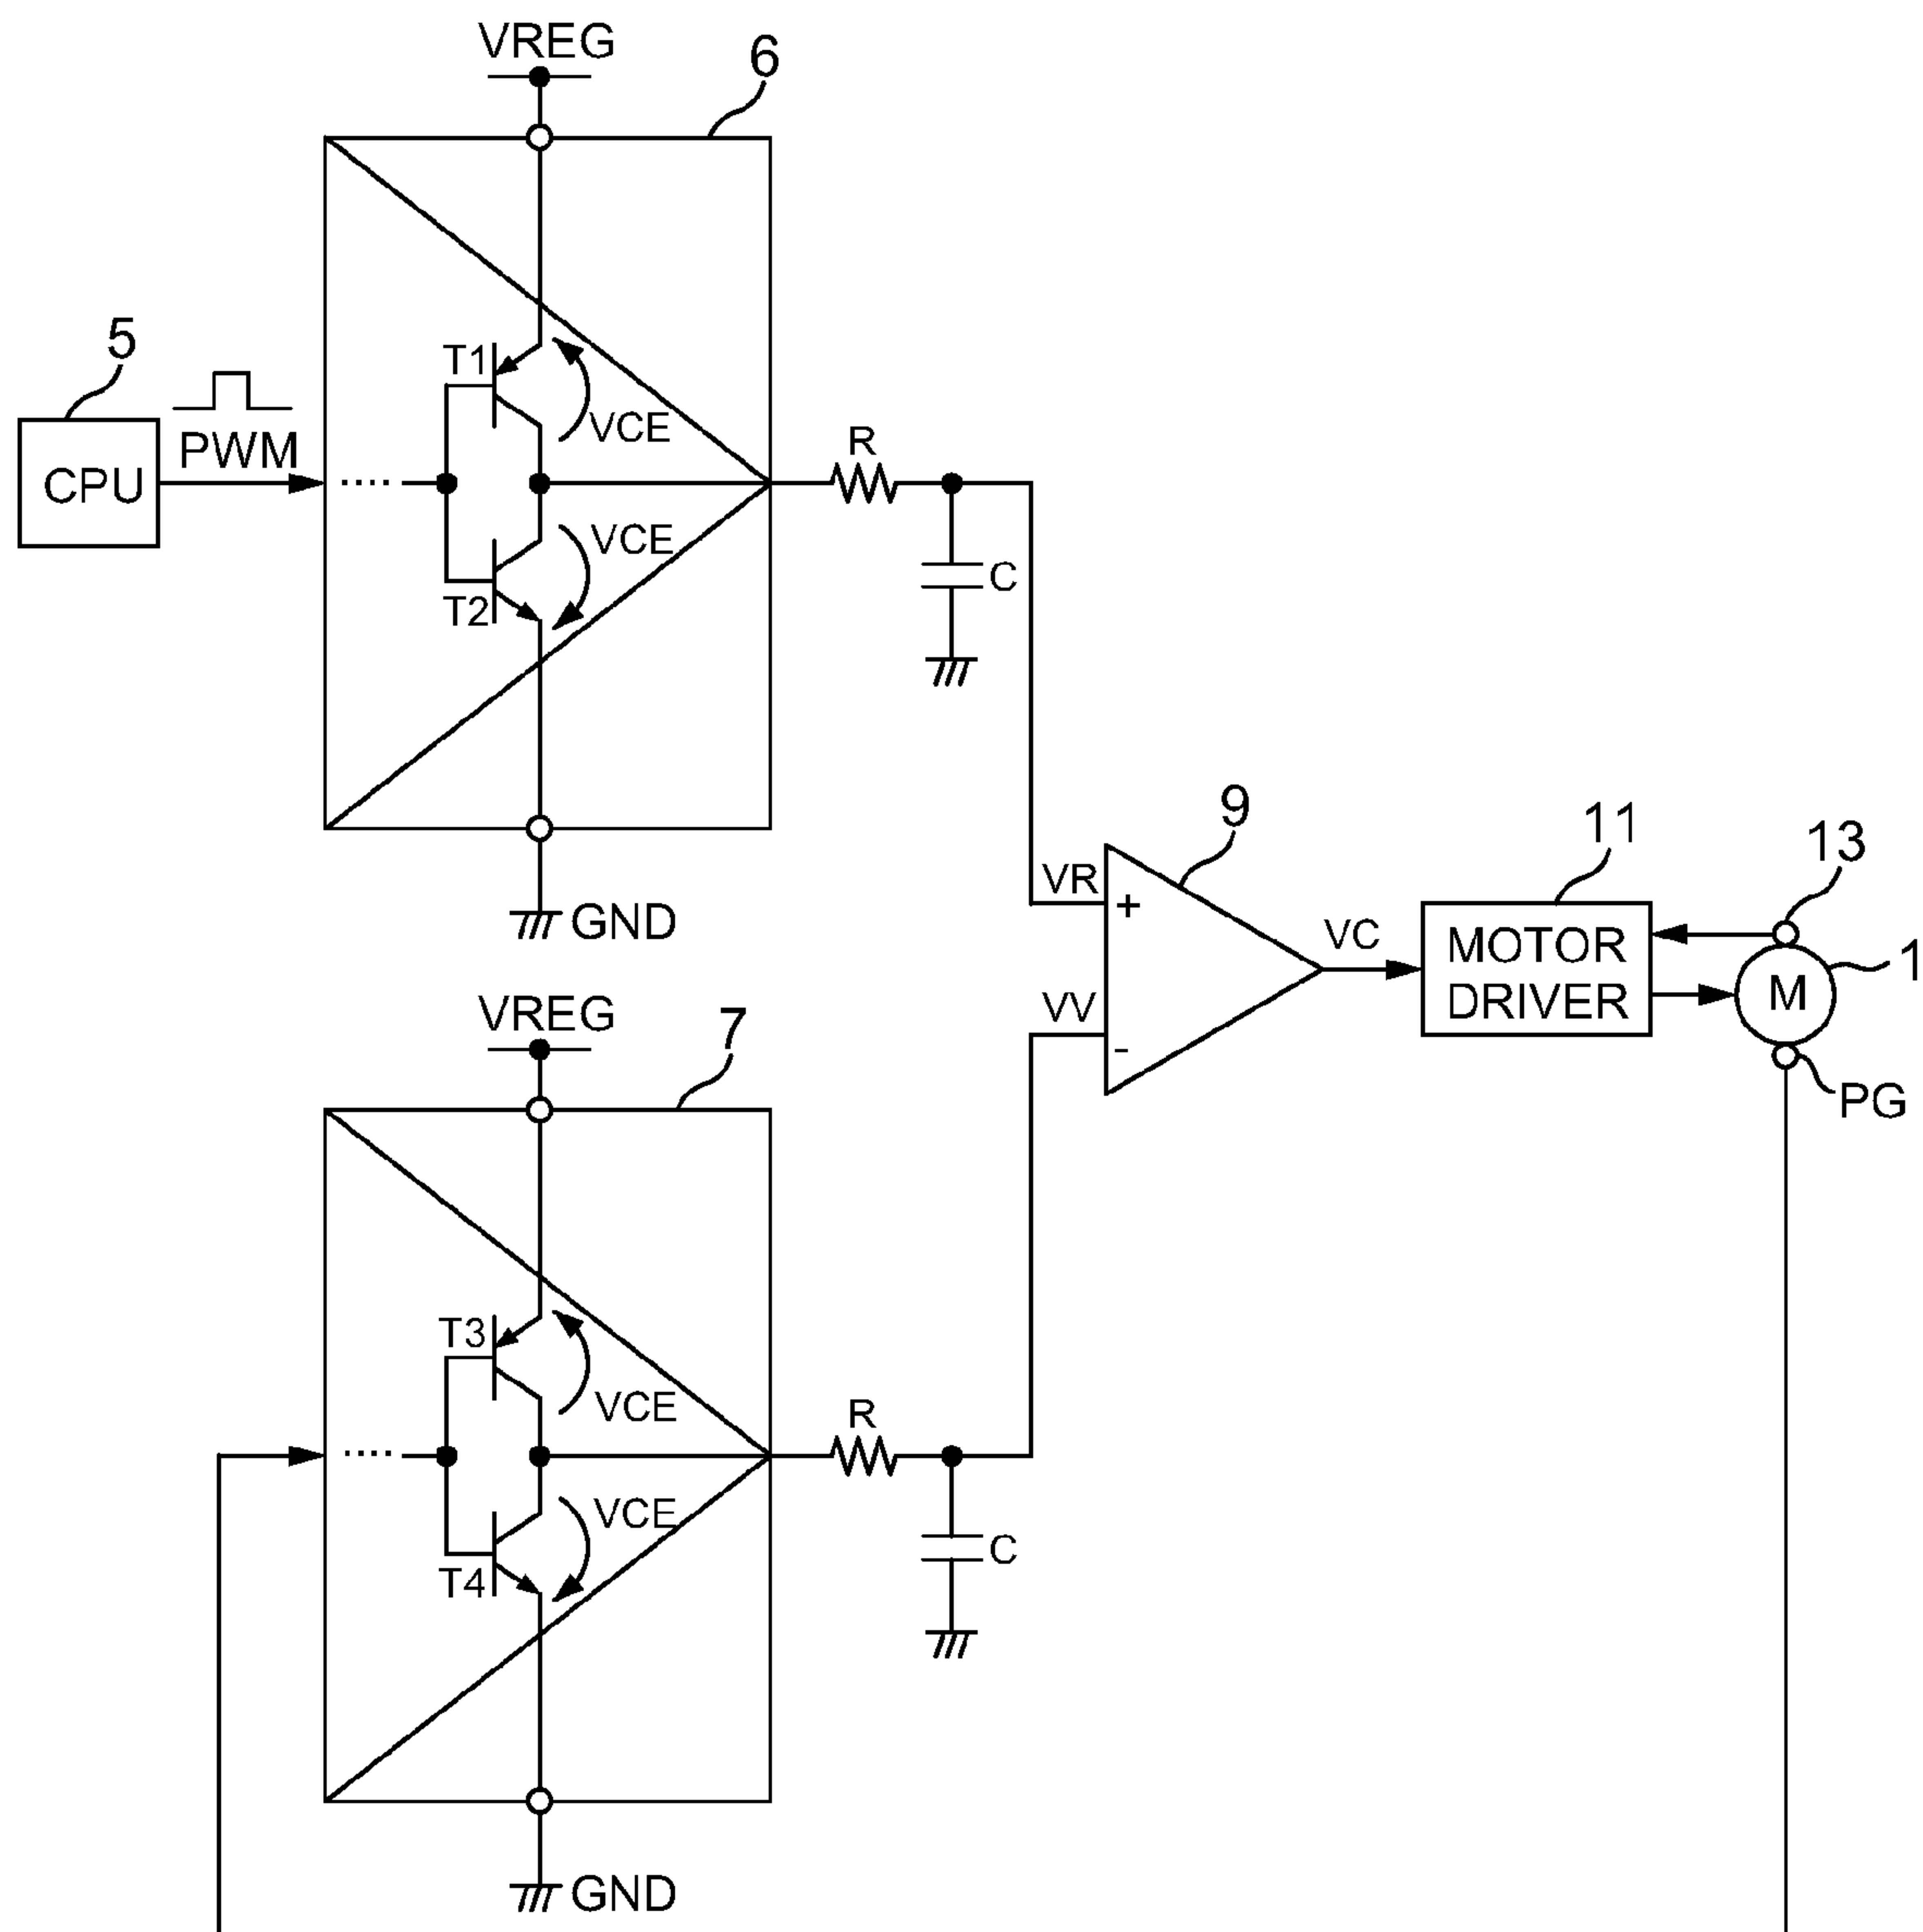 VREG
6
5
T1
VCE
PWM
CPU
R
VCE
C
T2
9
11
13
VR
+
GND
VC
MOTOR
DRIVER
M
1
VREG
7
VV
-
PG
T3
VCE
R
VCE
C
T4
GND